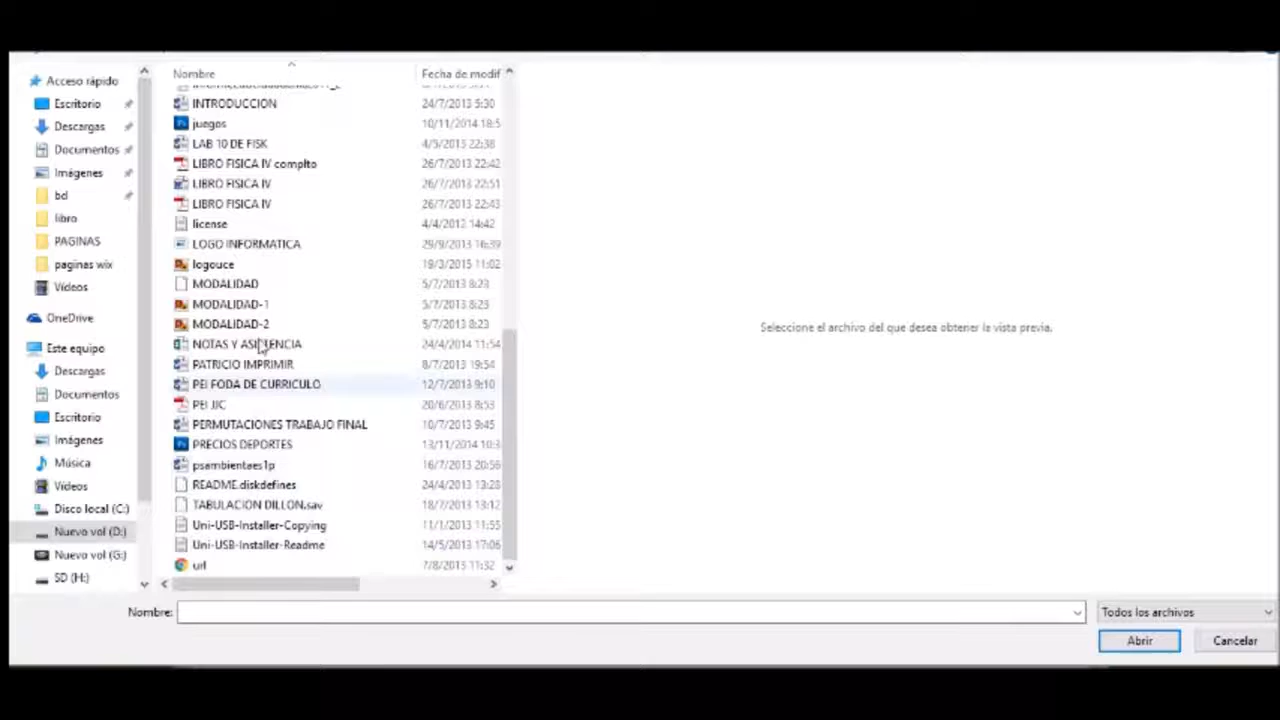 Nombre Fecha de modif
Acceso rápido
Escritorio
Descargas
Documentos
Imágenes
bd
libro
PAGINAS
paginas wix
Vídeos
OneDrive
Este equipo
Descargas
Documentos
Escritorio
Imágenes
Música
Vídeos
Disco local (C:)
Nuevo vol (D:)
Nuevo vol (G:)
SD (H:)
INTRODUCCION 24/7/2013 5:30
juegos 10/11/2014 18:5
LAB 10 DE FISK 4/5/2013 22:38
LIBRO FISICA IV complto 26/7/2013 22:42
LIBRO FISICA IV 26/7/2013 22:51
LIBRO FISICA IV 26/7/2013 22:43
license 4/4/2012 14:42
LOGO INFORMATICA 29/9/2013 16:39
logouce 19/3/2015 11:02
MODALIDAD 5/7/2013 8:23
MODALIDAD-1 5/7/2013 8:23
MODALIDAD-2 5/7/2013 8:23
NOTAS Y ASISTENCIA 24/4/2014 11:54
PATRICIO IMPRIMIR 8/7/2013 19:54
PEI FODA DE CURRICULO 12/7/2013 9:10
PEI JJC 20/6/2013 8:53
PERMUTACIONES TRABAJO FINAL 10/7/2013 9:45
PRECIOS DEPORTES 13/11/2014 10:3
psambientaes1p 16/7/2013 20:56
README.diskdefines 24/4/2013 13:28
TABULACION DILLON.sav 18/7/2013 13:12
Uni-USB-Installer-Copying 11/1/2013 11:55
Uni-USB-Installer-Readme 14/5/2013 17:06
url 7/8/2013 11:32
Seleccione el archivo del que desea obtener la vista previa.
Nombre: Todos los archivos
Abrir Cancelar